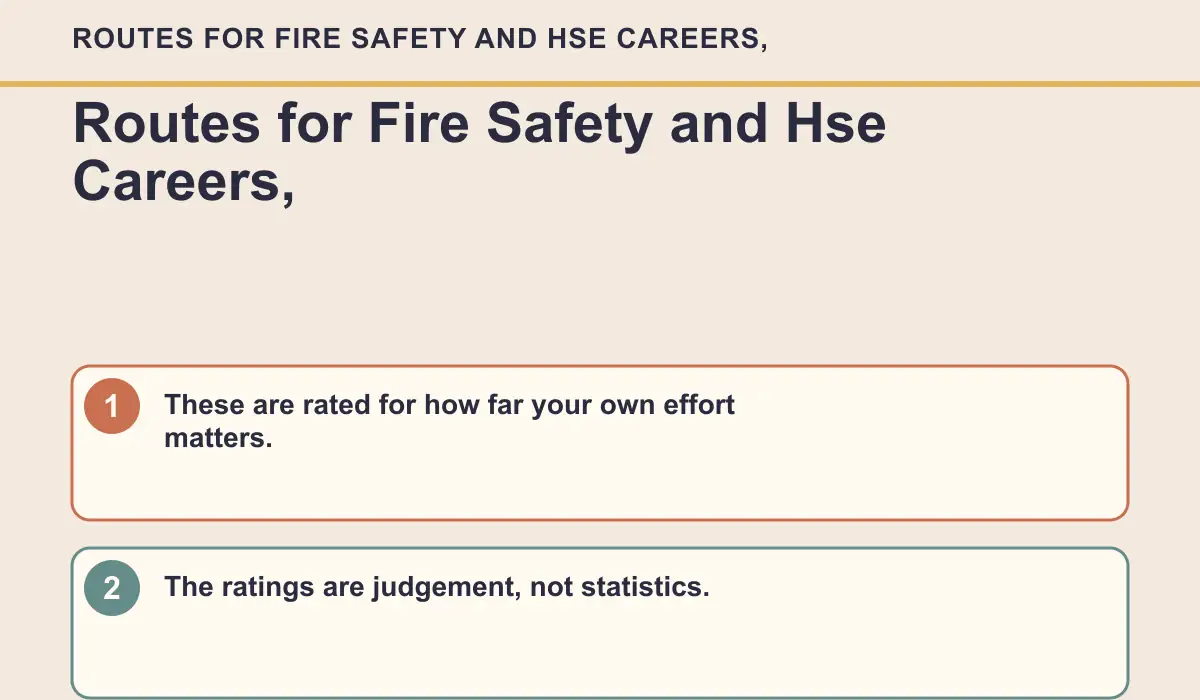 ROUTES FOR FIRE SAFETY AND HSE CAREERS,
Routes for Fire Safety and Hse
Careers,
1
These are rated for how far your own effort
matters.
2
The ratings are judgement, not statistics.